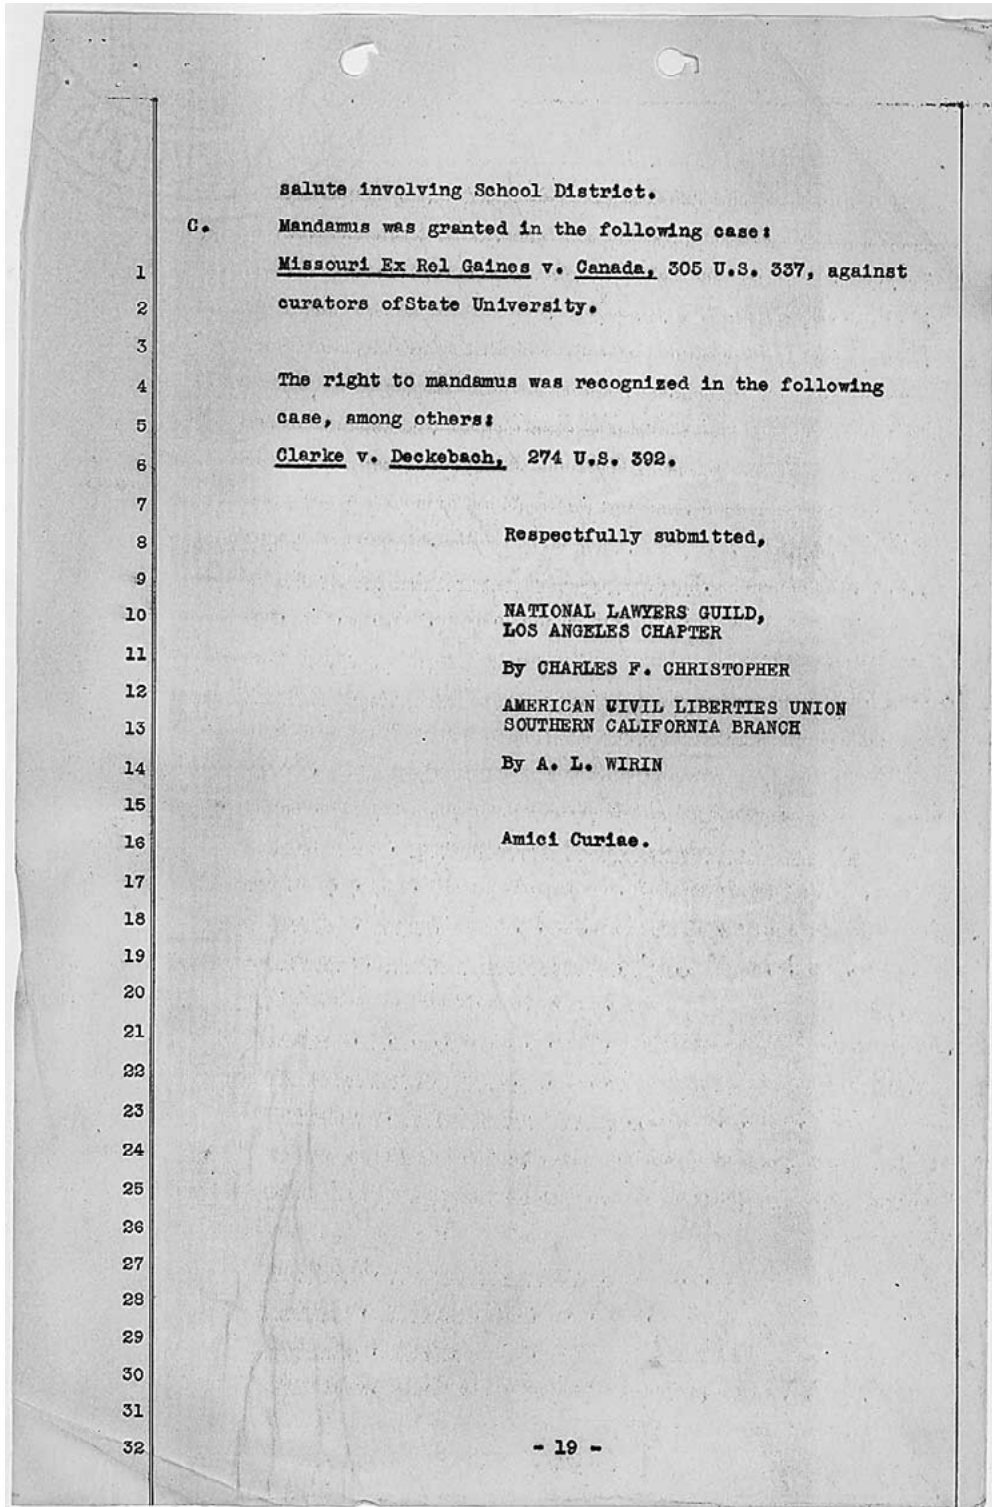 salute involving School District.
C. Mandamus was granted in the following case:
1 Missouri Ex Rel Gaines v. Canada, 305 U.S. 337, against
2 curators ofState University.
3
4 The right to mandamus was recognized in the following
5 case, among others:
6 Clarke v. Deckebach, 274 U.S. 392.
7
8 Respectfully submitted,
9
10 NATIONAL LAWYERS GUILD,
LOS ANGELES CHAPTER
11 By CHARLES F. CHRISTOPHER
12 AMERICAN CIVIL LIBERTIES UNION
13 SOUTHERN CALIFORNIA BRANCH
14 By A. L. WIRIN
15
16 Amici Curiae.
17
18
19
20
21
22
23
24
25
26
27
28
29
30
31
32 - 19 -